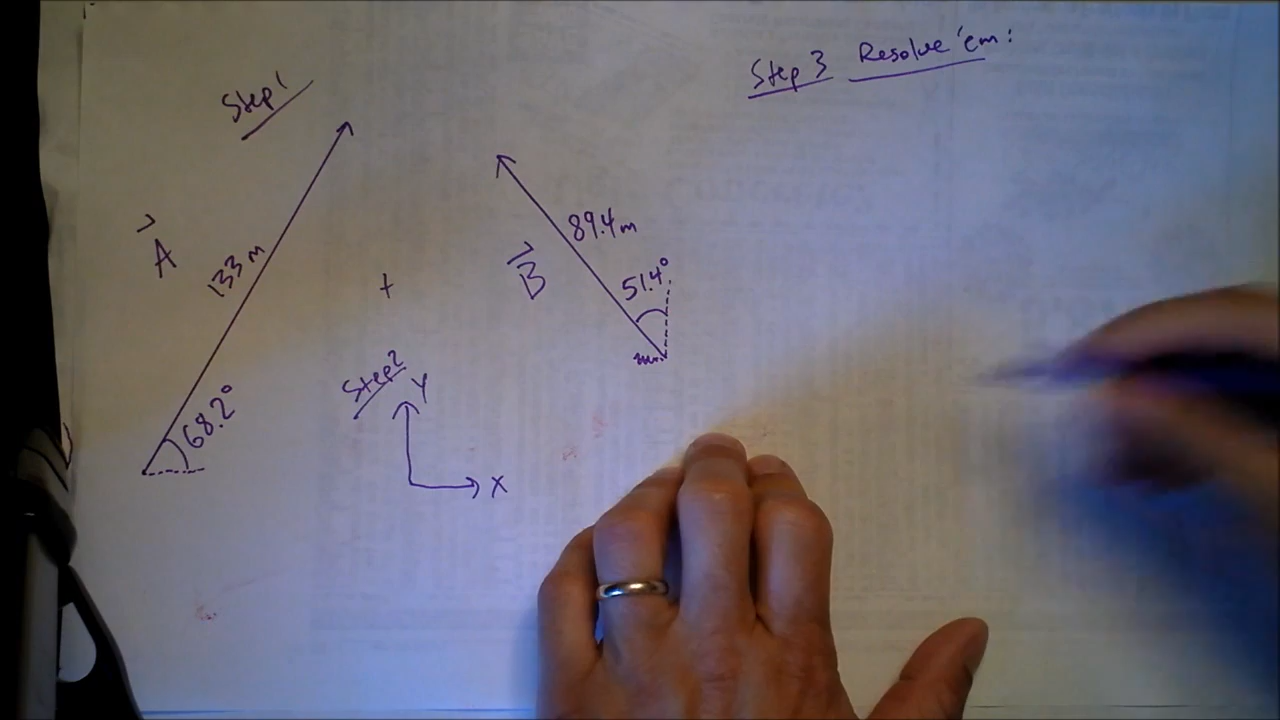 Step 1
Step 3 Resolve 'em:
A
133 m
68.2°
+
B
89.4 m
51.4°
Step 2
Y
X